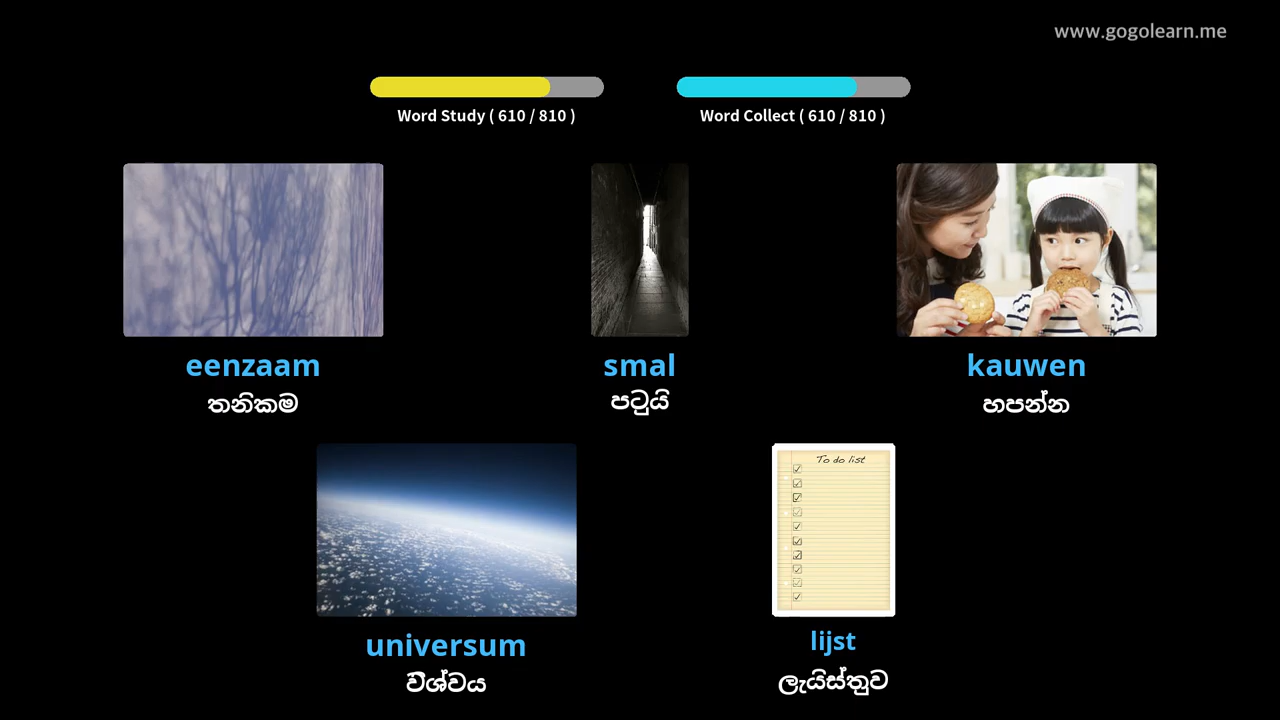 www.gogolearn.me
Word Study ( 610 / 810 )
Word Collect ( 610 / 810 )
eenzaam
තනිකම
smal
පටුයි
kauwen
හපන්න
To do list
universum
විශ්වය
lijst
ලැයිස්තුව